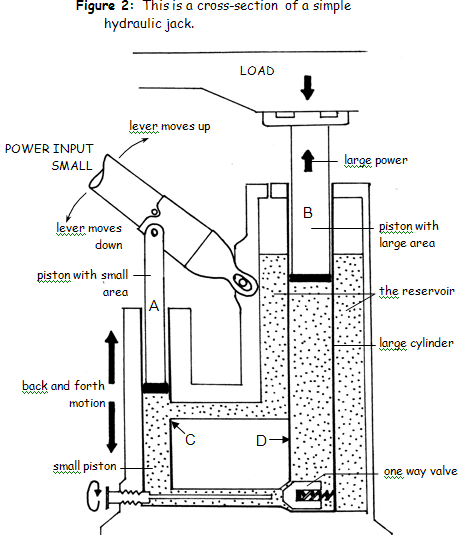 Figure 2: This is a cross-section of a simple
hydraulic jack.
LOAD
lever moves up
POWER INPUT
SMALL
large power
B
lever moves
down
piston with
large area
piston with small
area
the reservoir
A
large cylinder
back and forth
motion
C
D
small piston
one way valve